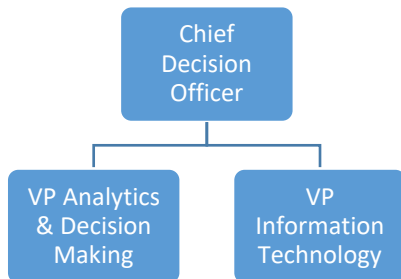 Chief
Decision
Officer
VP Analytics
& Decision
Making
VP
Information
Technology